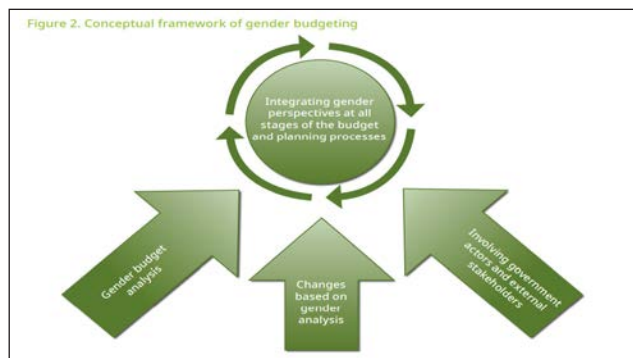 Figure 2. Conceptual framework of gender budgeting
Integrating gender
perspectives at all
stages of the budget
and planning processes
Gender budget
analysis
Changes
based on
gender
analysis
Involving government
actors and external
stakeholders